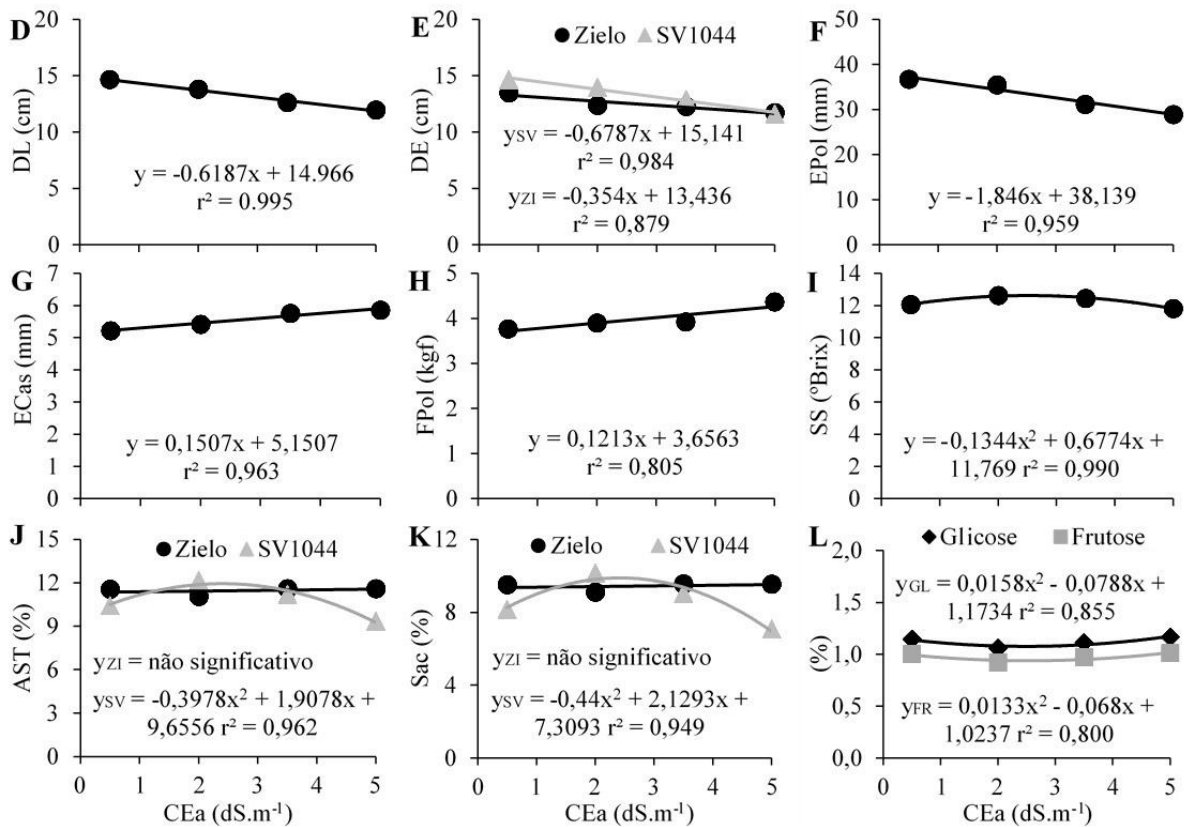 D
20
15
10
5
0
DL (cm)
y = -0.6187x + 14.966
r² = 0.995
E
Zielo SV1044
20
15
10
5
0
DE (cm)
ySV = -0,6787x + 15,141
r² = 0,984
yZI = -0,354x + 13,436
r² = 0,879
F
50
40
30
20
10
0
EPol (mm)
y = -1,846x + 38,139
r² = 0,959
G
7
6
5
4
3
2
1
0
ECas (mm)
y = 0,1507x + 5,1507
r² = 0,963
H
5
4
3
2
1
0
FPol (kgf)
y = 0,1213x + 3,6563
r² = 0,805
I
14
12
10
8
6
4
2
0
SS (ºBrix)
y = -0,1344x² + 0,6774x +
11,769 r² = 0,990
J
Zielo SV1044
15
12
9
6
3
0
AST (%)
yZI = não significativo
ySV = -0,3978x² + 1,9078x +
9,6556 r² = 0,962
0 1 2 3 4 5
CEa (dS.m⁻¹)
K
Zielo SV1044
12
9
6
3
0
Sac (%)
yZI = não significativo
ySV = -0,44x² + 2,1293x +
7,3093 r² = 0,949
0 1 2 3 4 5
CEa (dS.m⁻¹)
L
Glicose Frutose
2,0
1,5
1,0
0,5
0,0
(%)
yGL = 0,0158x² - 0,0788x +
1,1734 r² = 0,855
yFR = 0,0133x² - 0,068x +
1,0237 r² = 0,800
0 1 2 3 4 5
CEa (dS.m⁻¹)